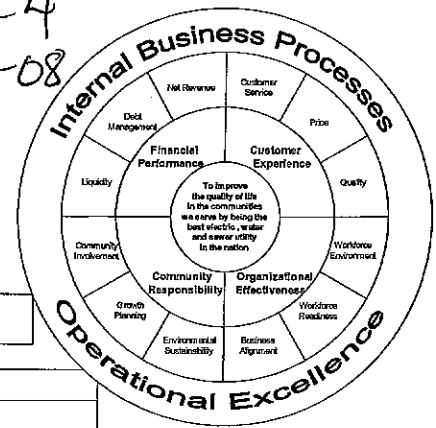 -4
-08
Internal Business Processes
Net Revenue
Customer
Service
Debt
Management
Price
Financial
Performance
Customer
Experience
Liquidity
Quality
To improve
the quality of life
in the communities
we serve by being the
best electric, water
and sewer utility
in the nation
Community
Involvement
Workforce
Environment
Community
Responsibility
Organizational
Effectiveness
Growth
Planning
Workforce
Readiness
Environmental
Sustainability
Business
Alignment
Operational Excellence